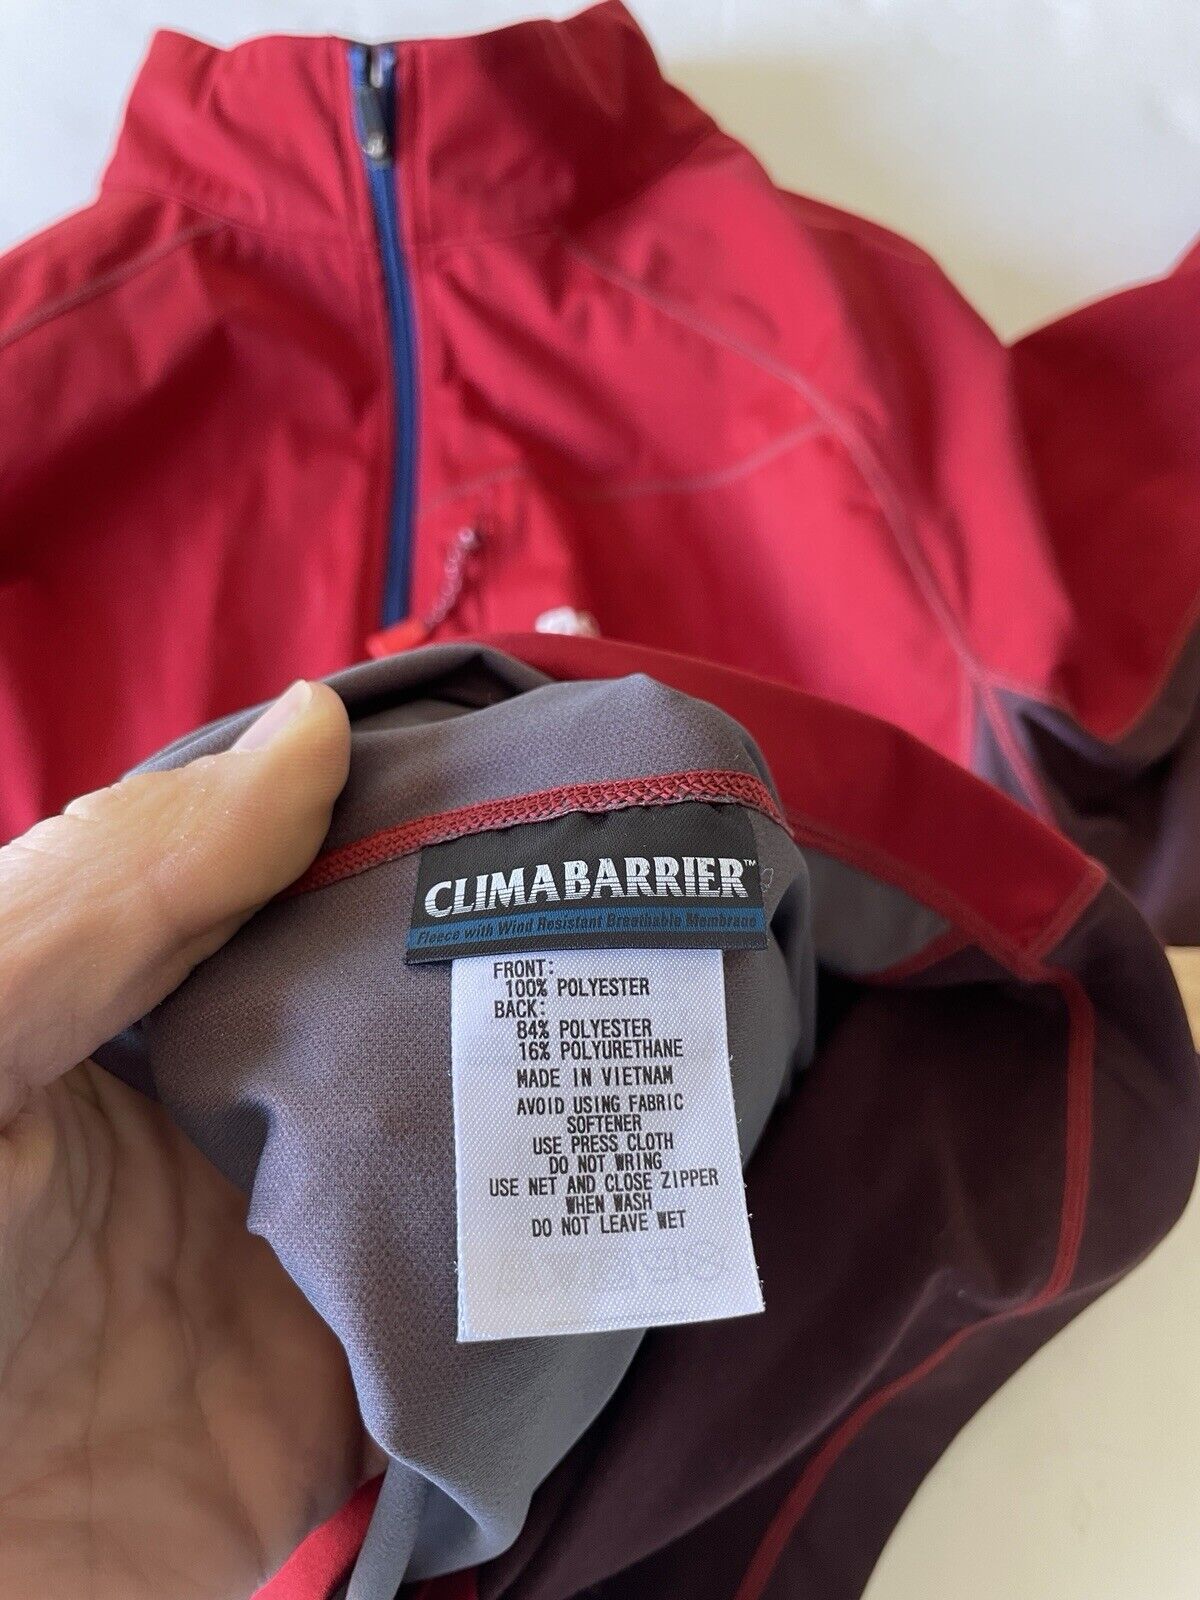 CLIMABARRIER™
Fleece with Wind Resistant Breathable Membrane
FRONT:
100% POLYESTER
BACK:
84% POLYESTER
16% POLYURETHANE
MADE IN VIETNAM
AVOID USING FABRIC
SOFTENER
USE PRESS CLOTH
DO NOT WRING
USE NET AND CLOSE ZIPPER
WHEN WASH
DO NOT LEAVE WET